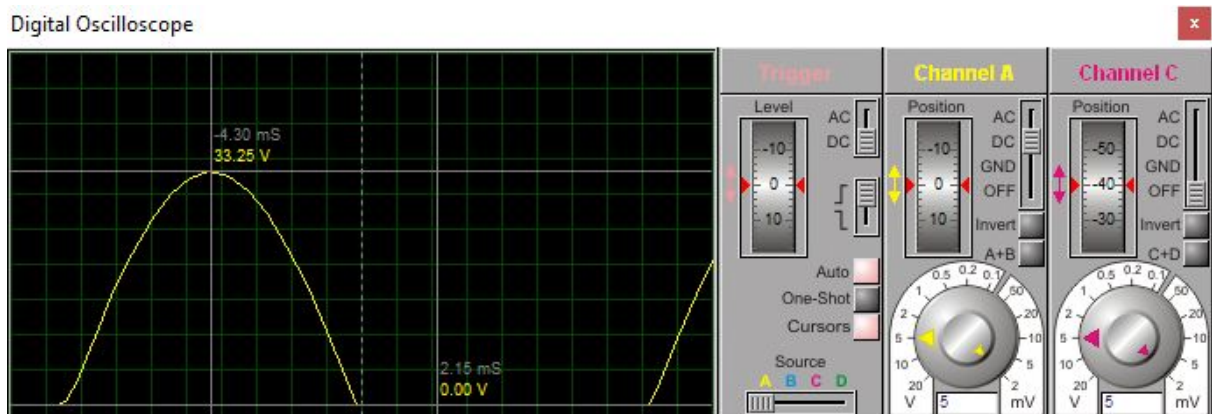 Digital Oscilloscope
x
-4.30 mS
33.25 V
2.15 mS
0.00 V
Trigger
Level
AC
DC
-10
0
10
Auto
One-Shot
Cursors
Source
A B C D
Channel A
Position
AC
DC
GND
OFF
-10
0
10
Invert
A+B
0.5 0.2 0.1
1 50
2 20
5 10
10 5
20 2
V 5 mV
Channel C
Position
AC
DC
GND
OFF
-50
-40
-30
Invert
C+D
0.5 0.2 0.1
1 50
2 20
5 10
10 5
20 2
V 5 mV